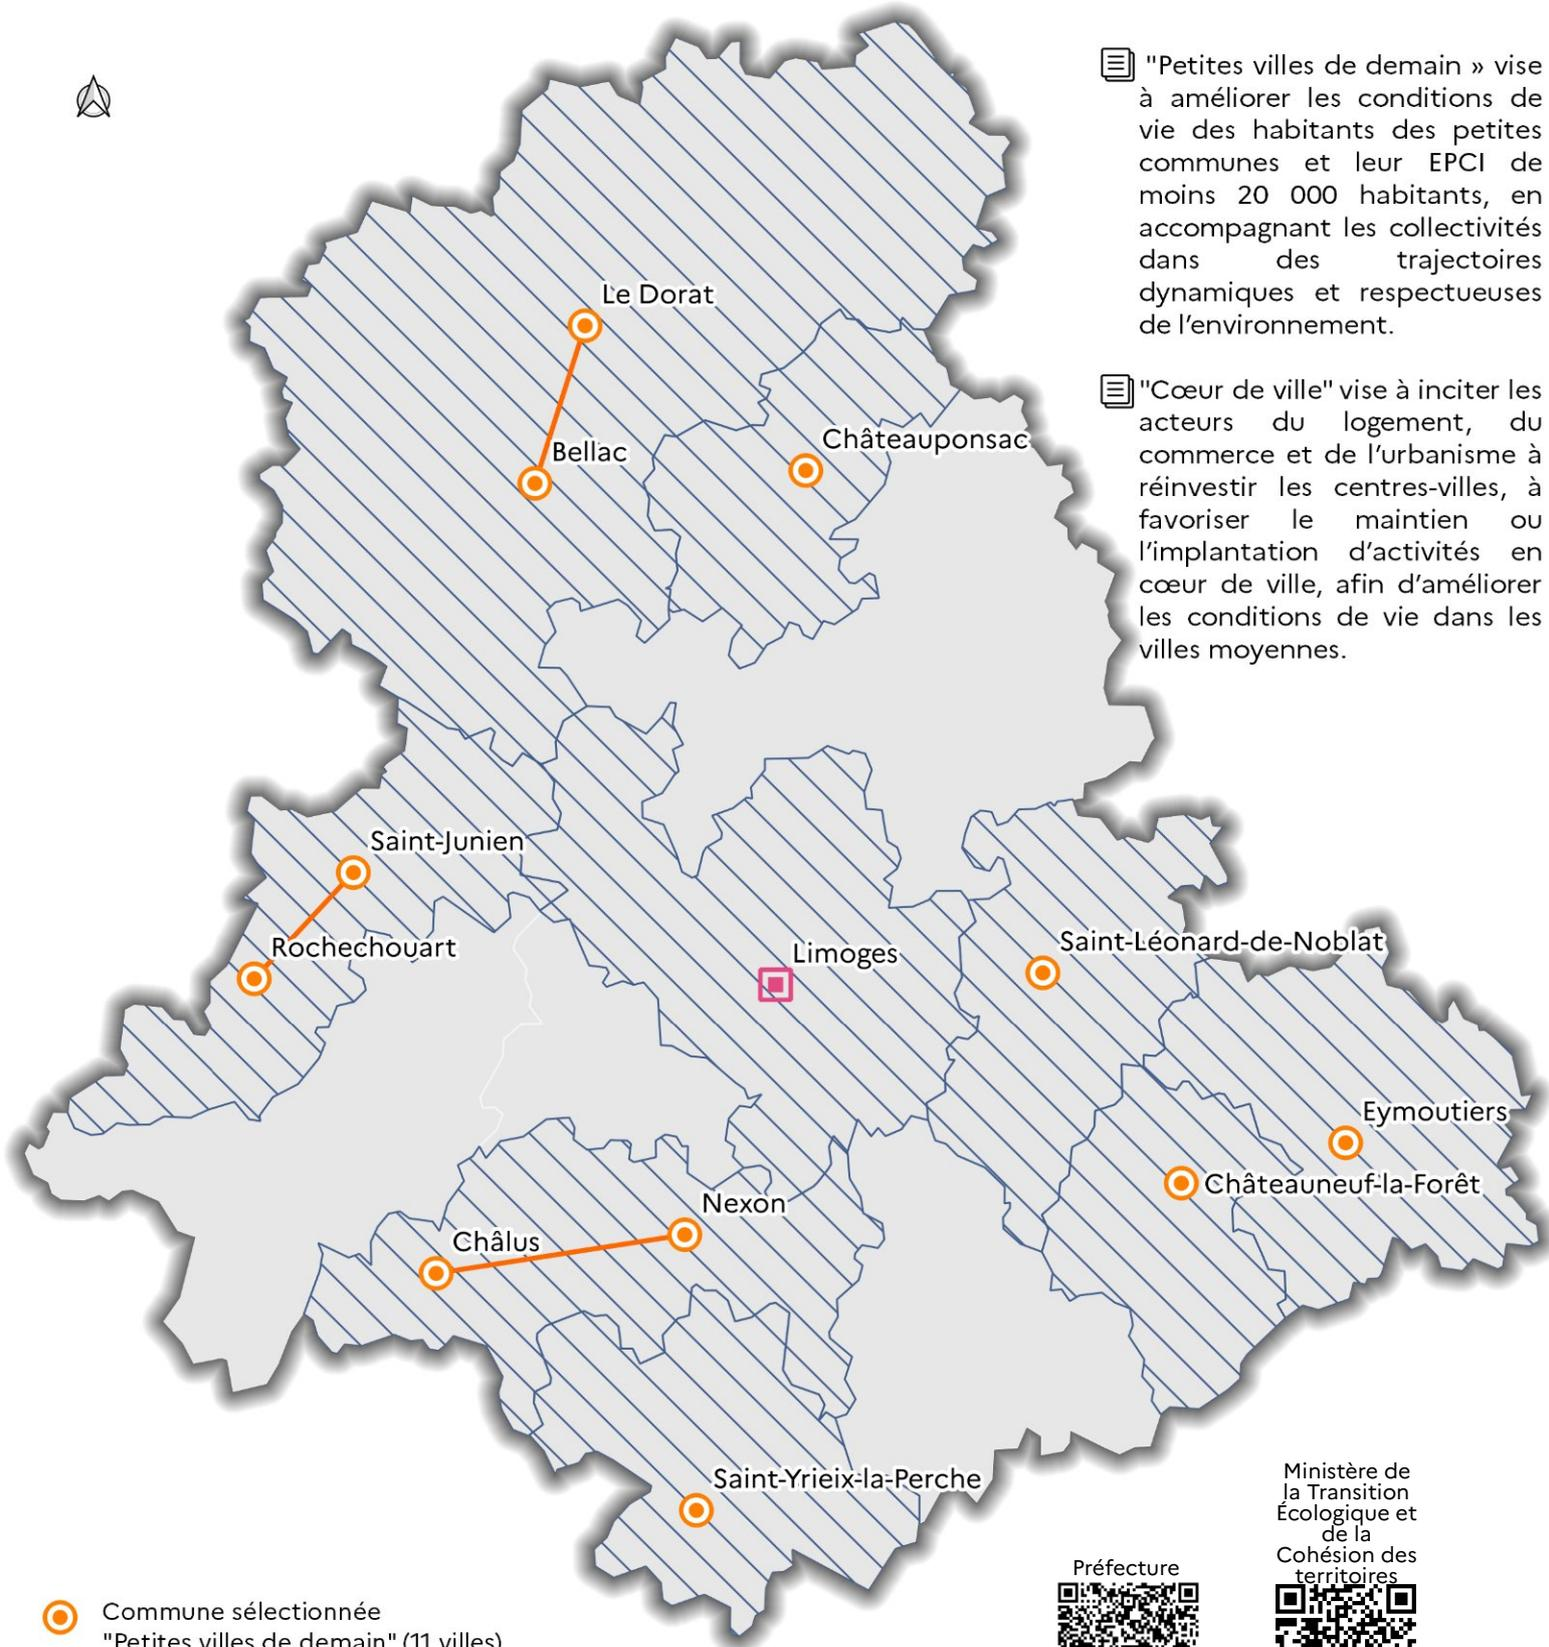 "Petites villes de demain » vise
à améliorer les conditions de
vie des habitants des petites
communes et leur EPCI de
moins 20 000 habitants, en
accompagnant les collectivités
dans des trajectoires
dynamiques et respectueuses
de l'environnement.
"Cœur de ville" vise à inciter les
acteurs du logement, du
commerce et de l'urbanisme à
réinvestir les centres-villes, à
favoriser le maintien ou
l'implantation d'activités en
cœur de ville, afin d'améliorer
les conditions de vie dans les
villes moyennes.
Le Dorat
Bellac
Châteauponsac
Saint-Junien
Rochechouart
Limoges
Saint-Léonard-de-Noblat
Eymoutiers
Châteauneuf-la-Forêt
Nexon
Châlus
Saint-Yrieix-la-Perche
Ministère de
la Transition
Écologique et
de la
Cohésion des
territoires
Préfecture
Commune sélectionnée
"Petites villes de demain" (11 villes)